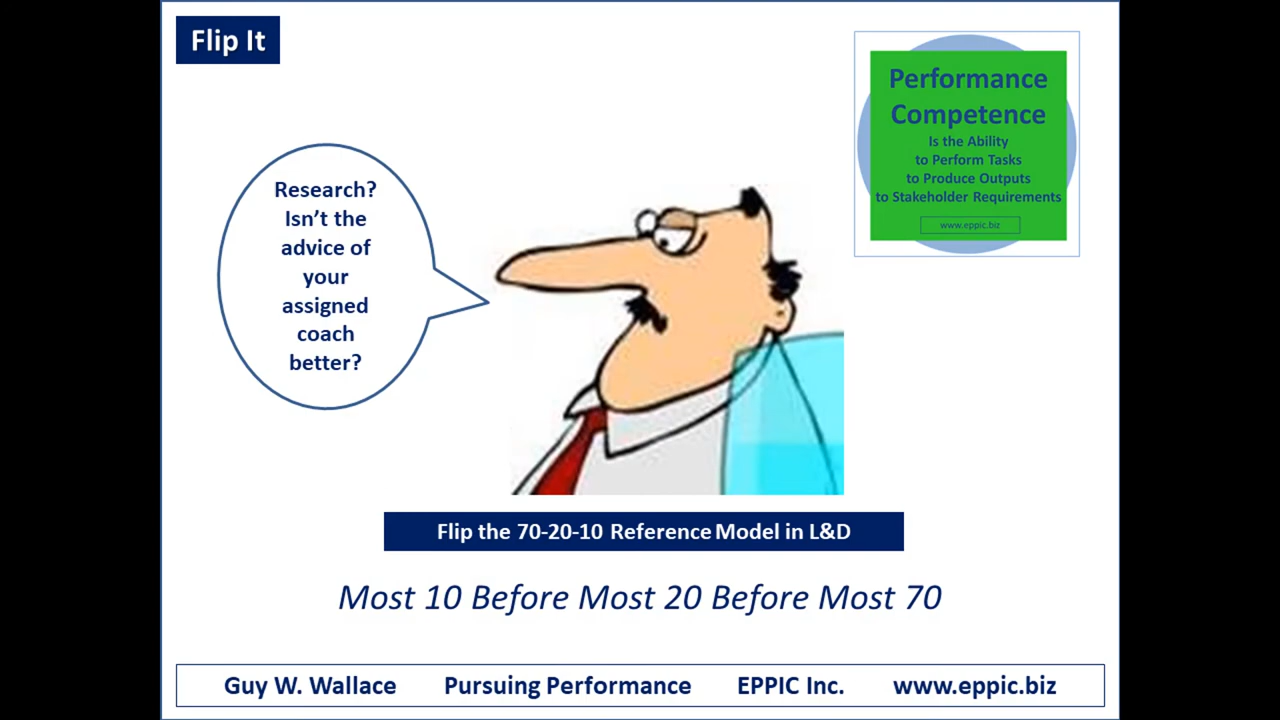 Flip It
Performance
Competence
Is the Ability
to Perform Tasks
to Produce Outputs
to Stakeholder Requirements
www.eppic.biz
Research?
Isn’t the
advice of
your
assigned
coach
better?
Flip the 70-20-10 Reference Model in L&D
Most 10 Before Most 20 Before Most 70
Guy W. Wallace Pursuing Performance EPPIC Inc. www.eppic.biz